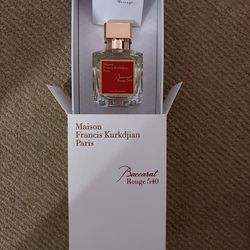 Maison
Francis Kurkdjian
Paris
Baccarat
Rouge 540
Maison
Francis Kurkdjian
Paris
Baccarat
Rouge 540